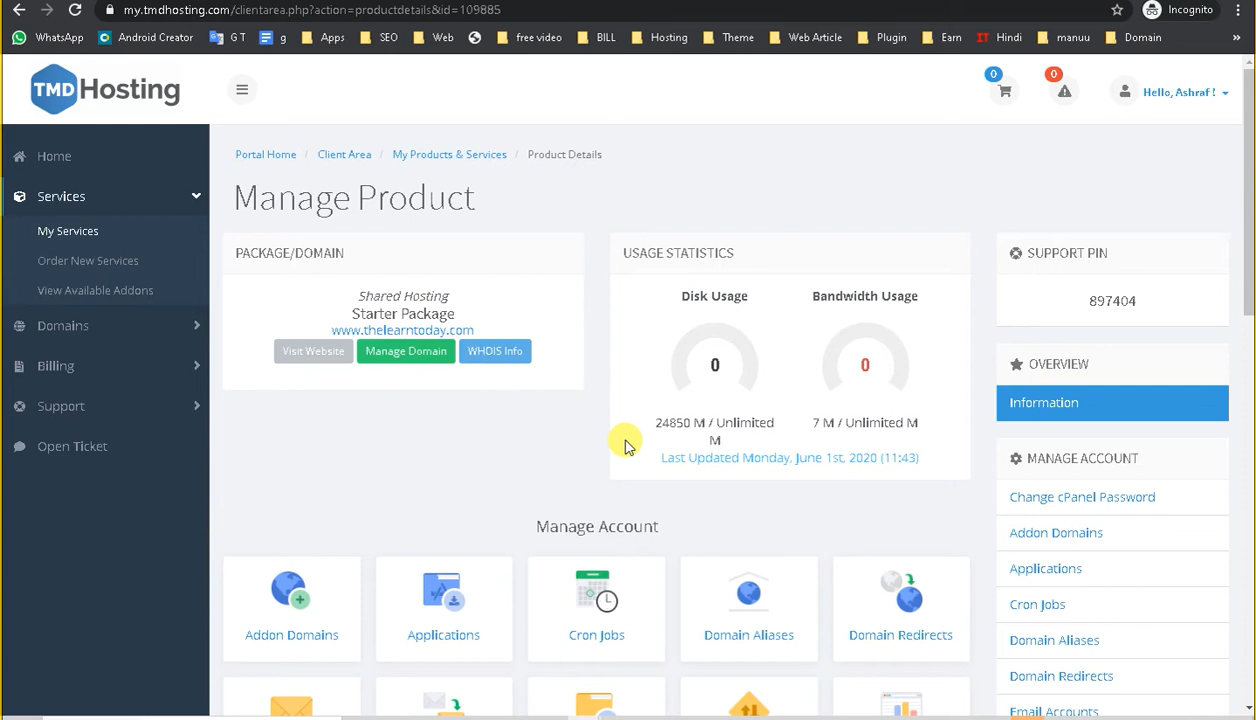 my.tmdhosting.com/clientarea.php?action=productdetails&id=109885
Incognito
WhatsApp
Android Creator
G T
g
Apps
SEO
Web
free video
BILL
Hosting
Theme
Web Article
Plugin
Earn
Hindi
manuu
Domain
»
TMDHosting
0
0
Hello, Ashraf !
Home
Services
My Services
Order New Services
View Available Addons
Domains
Billing
Support
Open Ticket
Portal Home / Client Area / My Products & Services / Product Details
Manage Product
PACKAGE/DOMAIN
Shared Hosting
Starter Package
www.thelearntoday.com
Visit Website
Manage Domain
WHOIS Info
USAGE STATISTICS
Disk Usage
Bandwidth Usage
0
0
24850 M / Unlimited
M
7 M / Unlimited M
Last Updated Monday, June 1st, 2020 (11:43)
SUPPORT PIN
897404
OVERVIEW
Information
MANAGE ACCOUNT
Change cPanel Password
Addon Domains
Applications
Cron Jobs
Domain Aliases
Domain Redirects
Email Accounts
Manage Account
Addon Domains
Applications
Cron Jobs
Domain Aliases
Domain Redirects